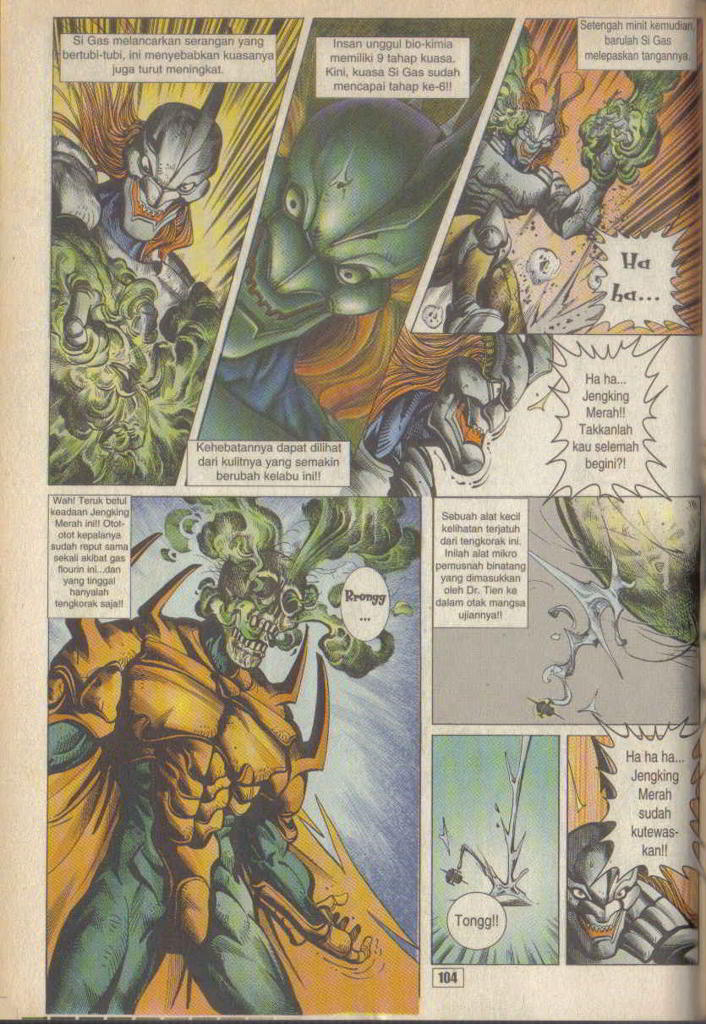 Si Gas melancarkan serangan yang
bertubi-tubi, ini menyebabkan kuasanya
juga turut meningkat.
Insan unggul bio-kimia
memiliki 9 tahap kuasa.
Kini, kuasa Si Gas sudah
mencapai tahap ke-6!!
Setengah minit kemudian,
barulah Si Gas
melepaskan tangannya.
Ha
ha...
Kehebatannya dapat dilihat
dari kulitnya yang semakin
berubah kelabu ini!!
Ha ha...
Jengking
Merah!!
Takkanlah
kau selemah
begini?!
Wah! Teruk betul
keadaan Jengking
Merah ini!! Otot-
otot kepalanya
sudah reput sama
sekali akibat gas
flourin ini...dan
yang tinggal
hanyalah
tengkorak saja!!
Rrongg
...
Sebuah alat kecil
kelihatan terjatuh
dari tengkorak ini.
Inilah alat mikro
pemusnah binatang
yang dimasukkan
oleh Dr. Tien ke
dalam otak mangsa
ujiannya!!
Tongg!!
Ha ha ha...
Jengking
Merah
sudah
kutewas-
kan!!
104